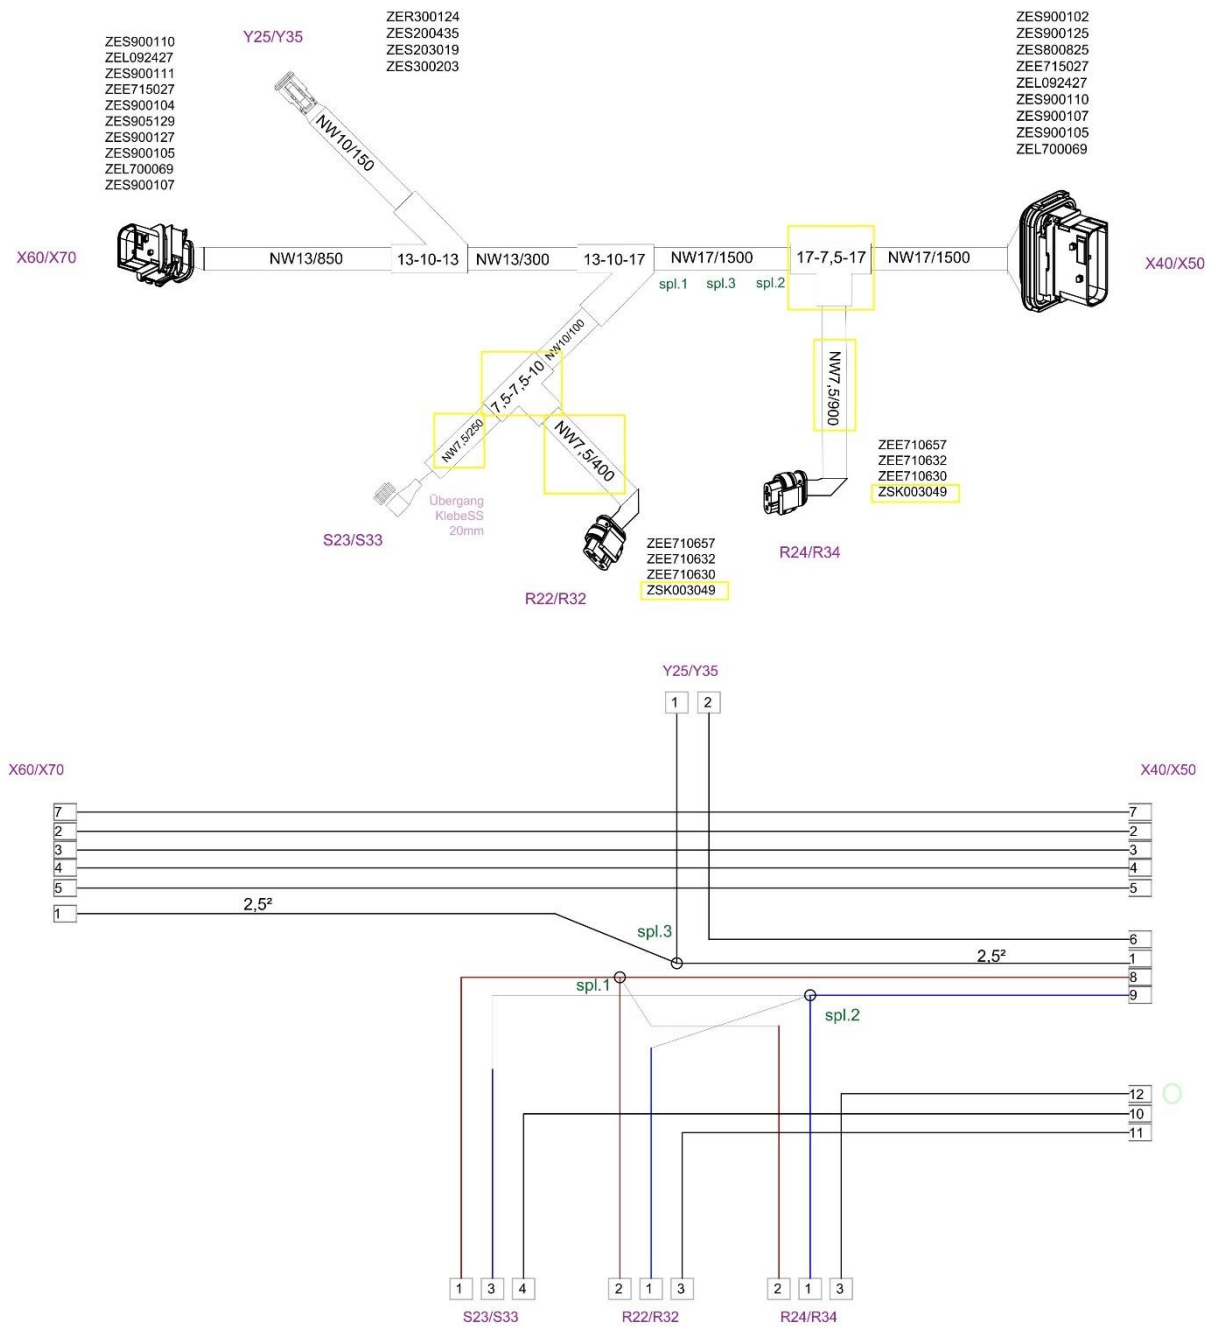 ZER300124
ZES200435
ZES203019
ZES300203
Y25/Y35
ZES900110
ZEL092427
ZES900111
ZEE715027
ZES900104
ZES905129
ZES900127
ZES900105
ZEL700069
ZES900107
ZES900102
ZES900125
ZES800825
ZEE715027
ZEL092427
ZES900110
ZES900107
ZES900105
ZEL700069
NW10/150
X60/X70
NW13/850
13-10-13
NW13/300
13-10-17
NW17/1500
17-7,5-17
NW17/1500
X40/X50
spl.1
spl.3
spl.2
NW10/100
7,5-7,5-10
NW7,5/250
NW7,5/400
NW7,5/900
ZEE710657
ZEE710632
ZEE710630
ZSK003049
Übergang
KlebeSS
20mm
S23/S33
R24/R34
ZEE710657
ZEE710632
ZEE710630
ZSK003049
R22/R32
Y25/Y35
1 2
X60/X70
X40/X50
7 7
2 2
3 3
4 4
5 5
1 2,5²
spl.3
6
2,5² 1
8
spl.1
9
spl.2
12
10
11
1 3 4 2 1 3 2 1 3
S23/S33 R22/R32 R24/R34